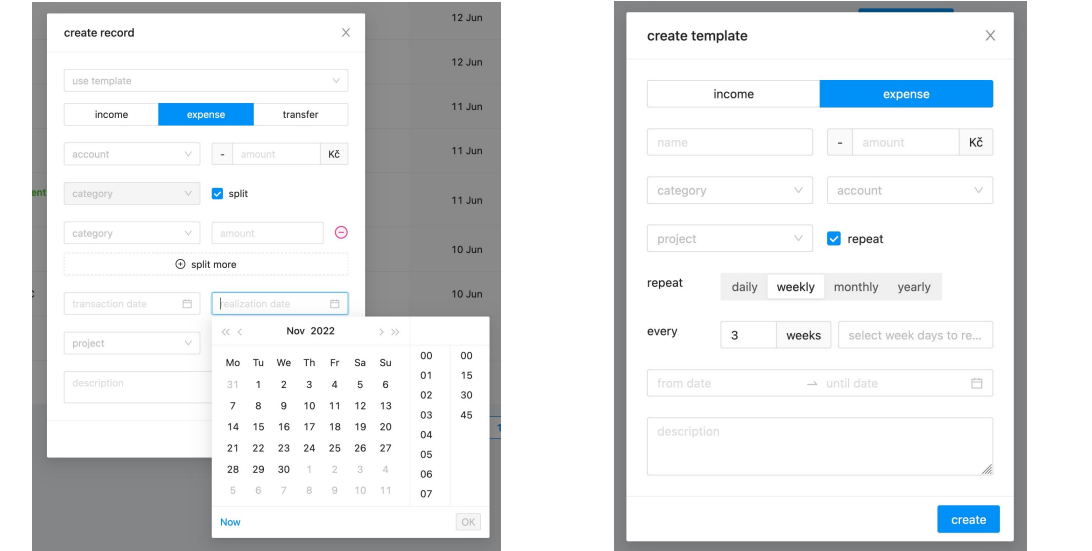 12 Jun
create record
12 Jun
use template
income expense transfer
11 Jun
account - amount Kč
11 Jun
ent
category split
11 Jun
category amount
split more
10 Jun
transaction date realization date
10 Jun
project
description
Nov 2022
Mo Tu We Th Fr Sa Su
31 1 2 3 4 5 6
7 8 9 10 11 12 13
14 15 16 17 18 19 20
21 22 23 24 25 26 27
28 29 30 1 2 3 4
5 6 7 8 9 10 11
00 00
01 15
02 30
03 45
04
05
06
07
Now OK
1
create template
income expense
name - amount Kč
category account
project repeat
repeat daily weekly monthly yearly
every 3 weeks select week days to re...
from date → until date
description
create